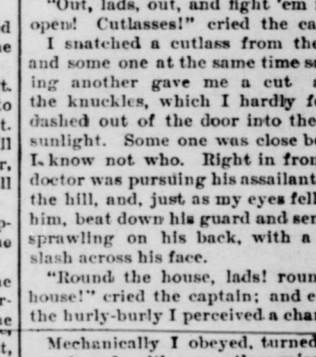 "Out, lads, out, and fight 'em
open! Cutlasses!" cried the ca
I snatched a cutlass from the
and some one at the same time s
ing another gave me a cut
the knuckles, which I hardly f
dashed out of the door into the
sunlight. Some one was close b
I know not who. Right in fron
doctor was pursuing his assailant
the hill, and, just as my eyes fell
him, beat down his guard and sen
sprawling on his back, with a
slash across his face.
"Round the house, lads! roun
house!" cried the captain; and e
the hurly-burly I perceived a cha
Mechanically I obeyed, turned